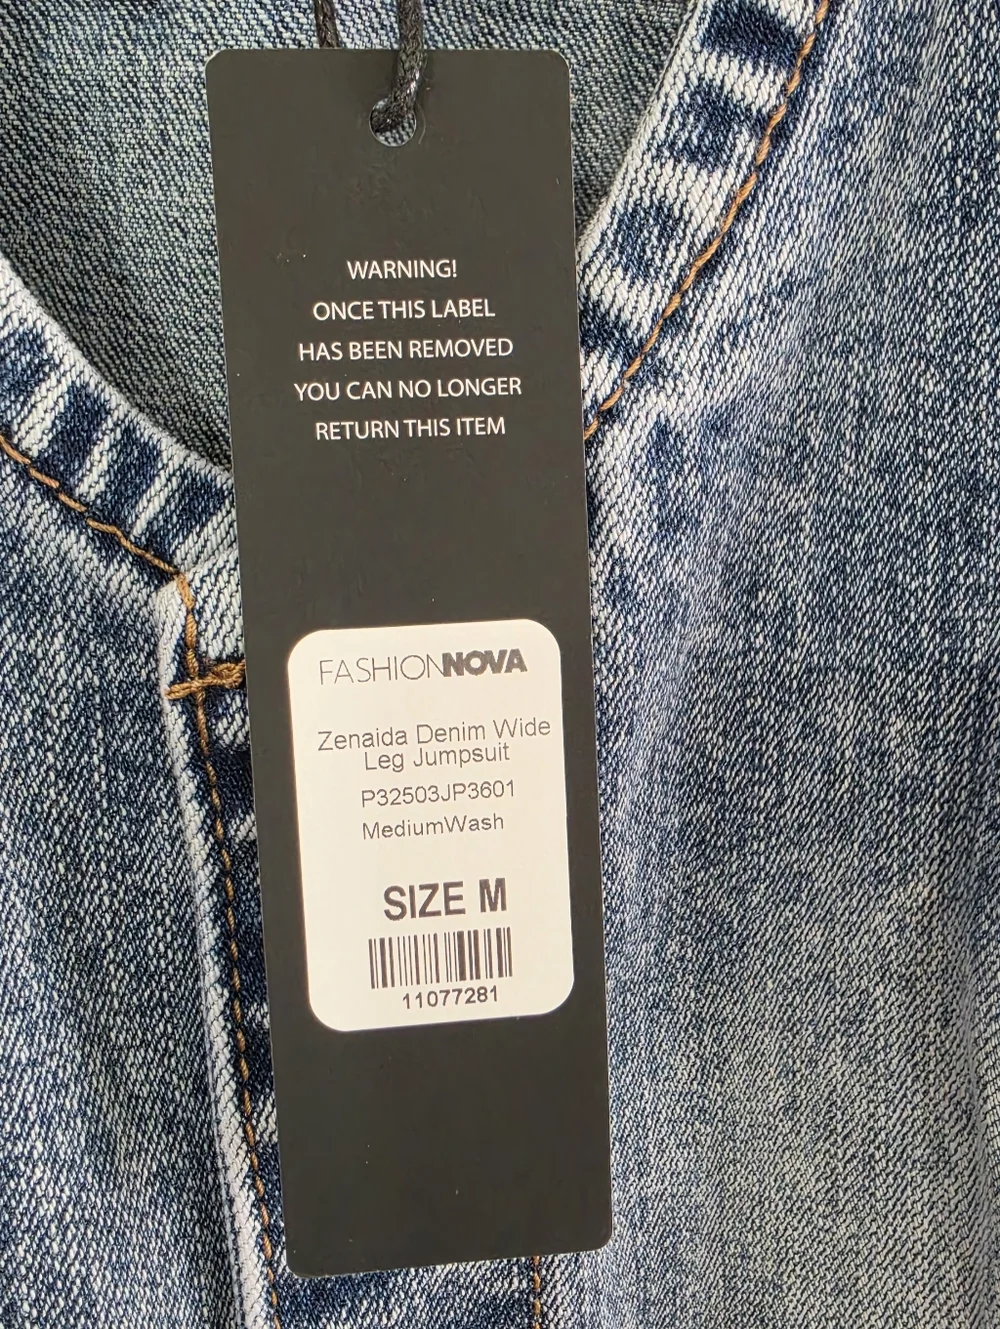 WARNING!
ONCE THIS LABEL
HAS BEEN REMOVED
YOU CAN NO LONGER
RETURN THIS ITEM
FASHIONNOVA
Zenaida Denim Wide
Leg Jumpsuit
P32503JP3601
MediumWash
SIZE M
11077281